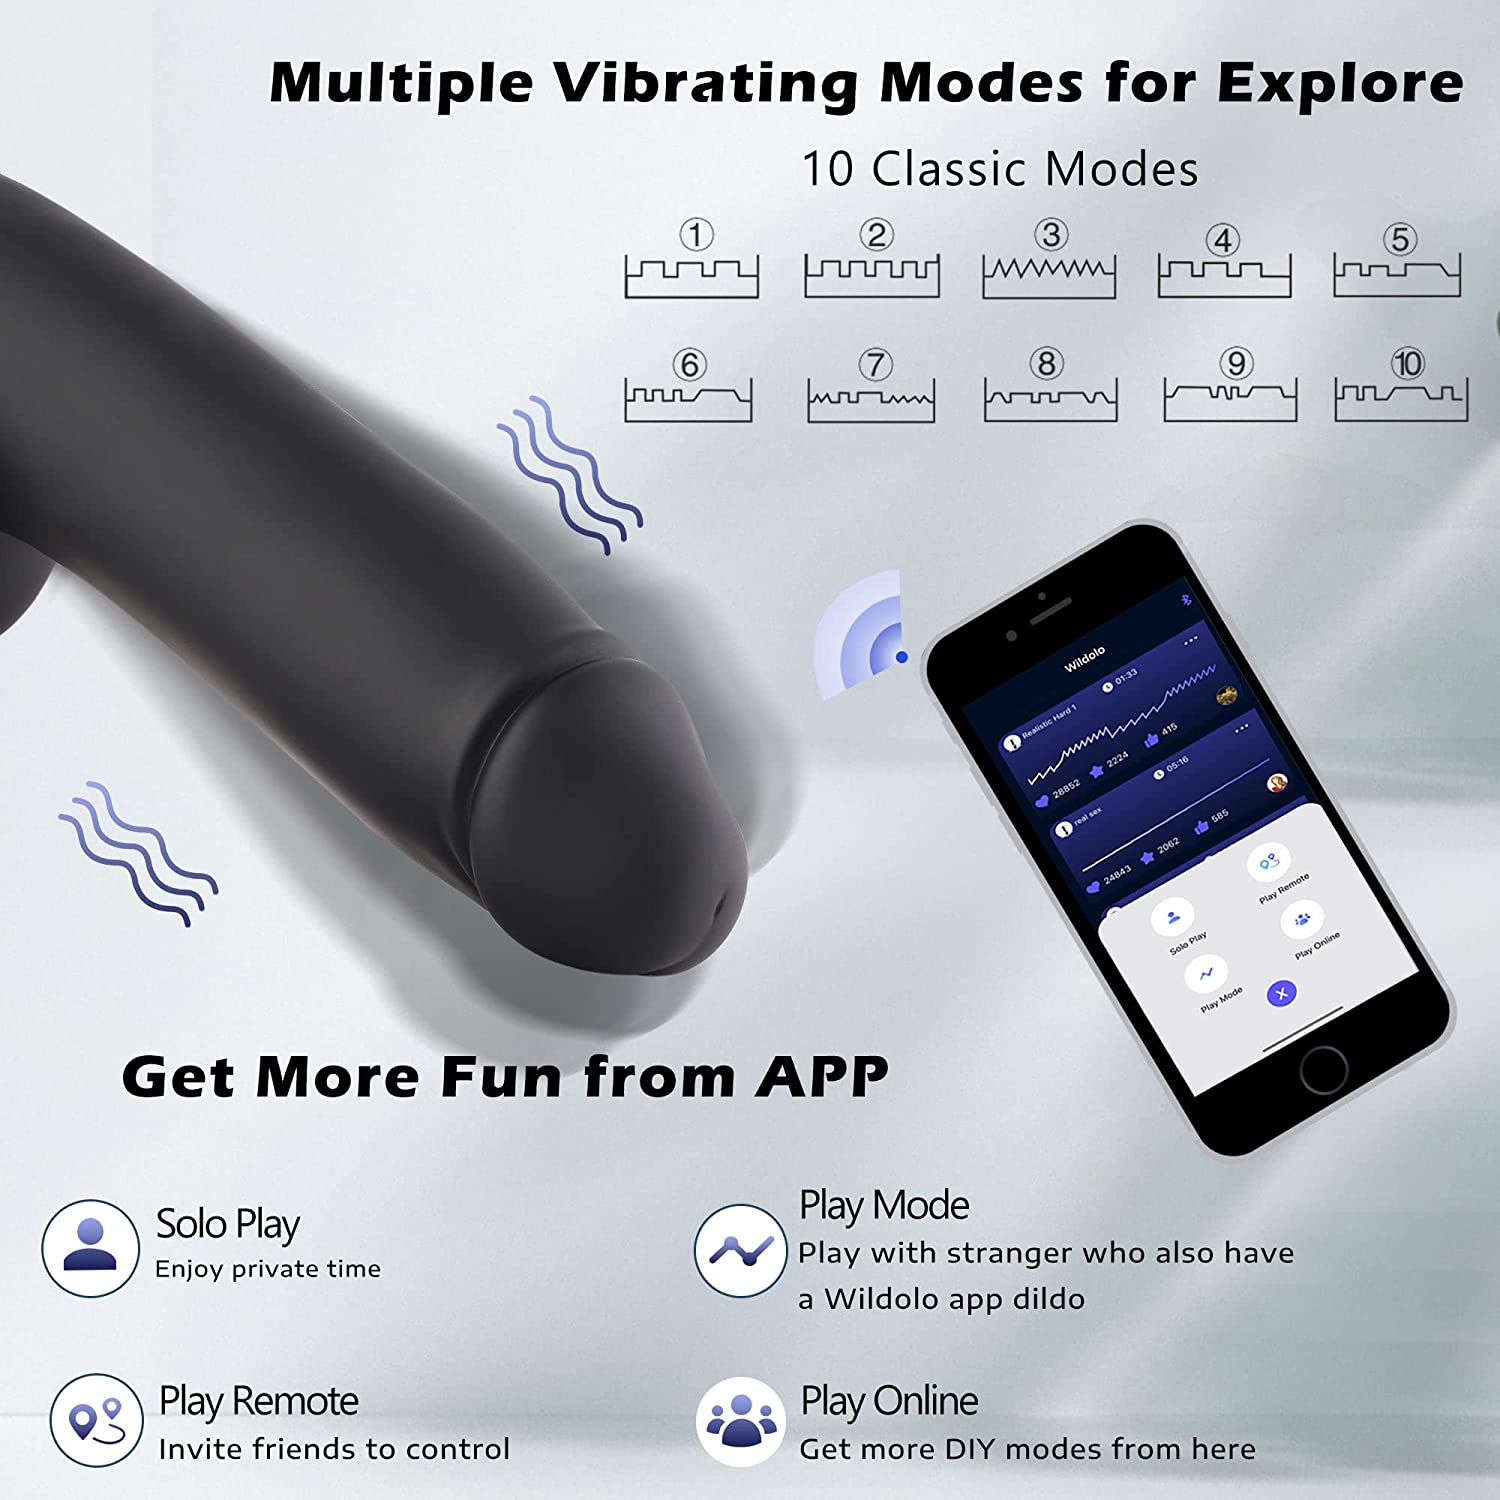 Multiple Vibrating Modes for Explore
10 Classic Modes
1 2 3 4 5
6 7 8 9 10
Wildolo
Realistic Hard 1
01:33
28852 2224 415
real sex
05:16
24843 2062 585
Solo Play
Play Remote
Play Mode
Play Online
X
Get More Fun from APP
Solo Play
Enjoy private time
Play Mode
Play with stranger who also have
a Wildolo app dildo
Play Remote
Invite friends to control
Play Online
Get more DIY modes from here